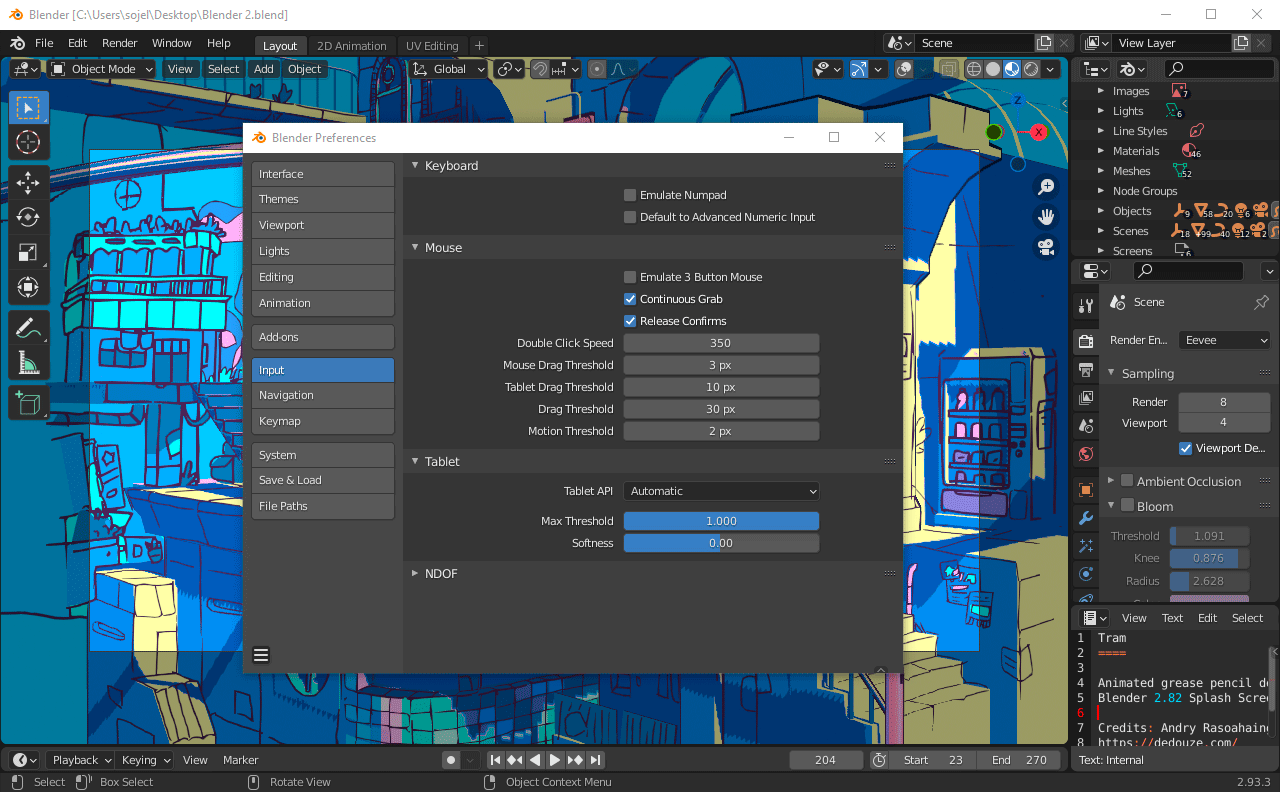 Blender [C:\Users\sojel\Desktop\Blender 2.blend]
File Edit Render Window Help Layout 2D Animation UV Editing + Scene View Layer
Object Mode View Select Add Object Global
Images 7
Lights 6
Line Styles
Materials 46
Meshes 52
Node Groups
Objects 9 58 20 6
Scenes 18 99 40 12 2
Screens 6
Z
X
Blender Preferences
Interface
Themes
Viewport
Lights
Editing
Animation
Add-ons
Input
Navigation
Keymap
System
Save & Load
File Paths
Keyboard
Emulate Numpad
Default to Advanced Numeric Input
Mouse
Emulate 3 Button Mouse
Continuous Grab
Release Confirms
Double Click Speed 350
Mouse Drag Threshold 3 px
Tablet Drag Threshold 10 px
Drag Threshold 30 px
Motion Threshold 2 px
Tablet
Tablet API Automatic
Max Threshold 1.000
Softness 0.00
NDOF
Scene
Render En... Eevee
Sampling
Render 8
Viewport 4
Viewport De...
Ambient Occlusion
Bloom
Threshold 1.091
Knee 0.876
Radius 2.628
View Text Edit Select
1 Tram
2 ====
3
4 Animated grease pencil de
5 Blender 2.82 Splash Scree
6
7 Credits: Andry Rasoahaing
8 https://dedouze.com/
Text: Internal
Playback Keying View Marker 204 Start 23 End 270
Select Box Select Rotate View Object Context Menu 2.93.3